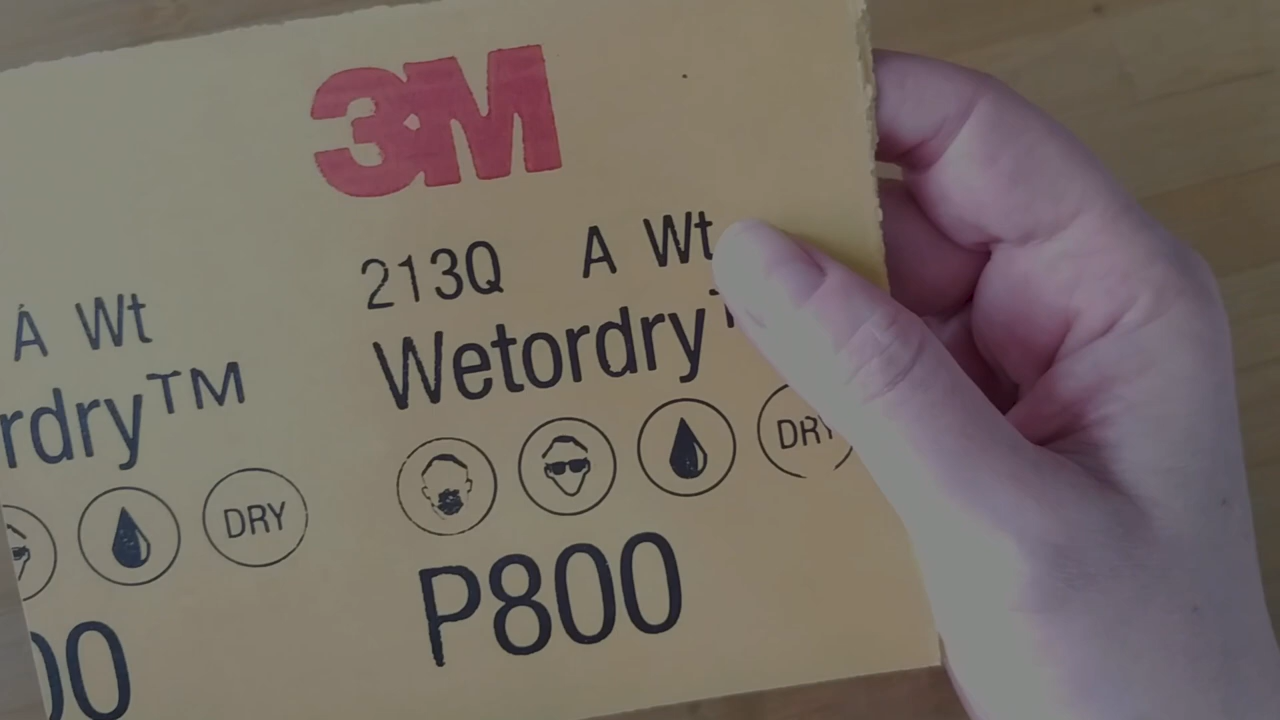 3M
213Q A Wt
Wetordry
DRY
P800
A Wt
rdry™
DRY
00